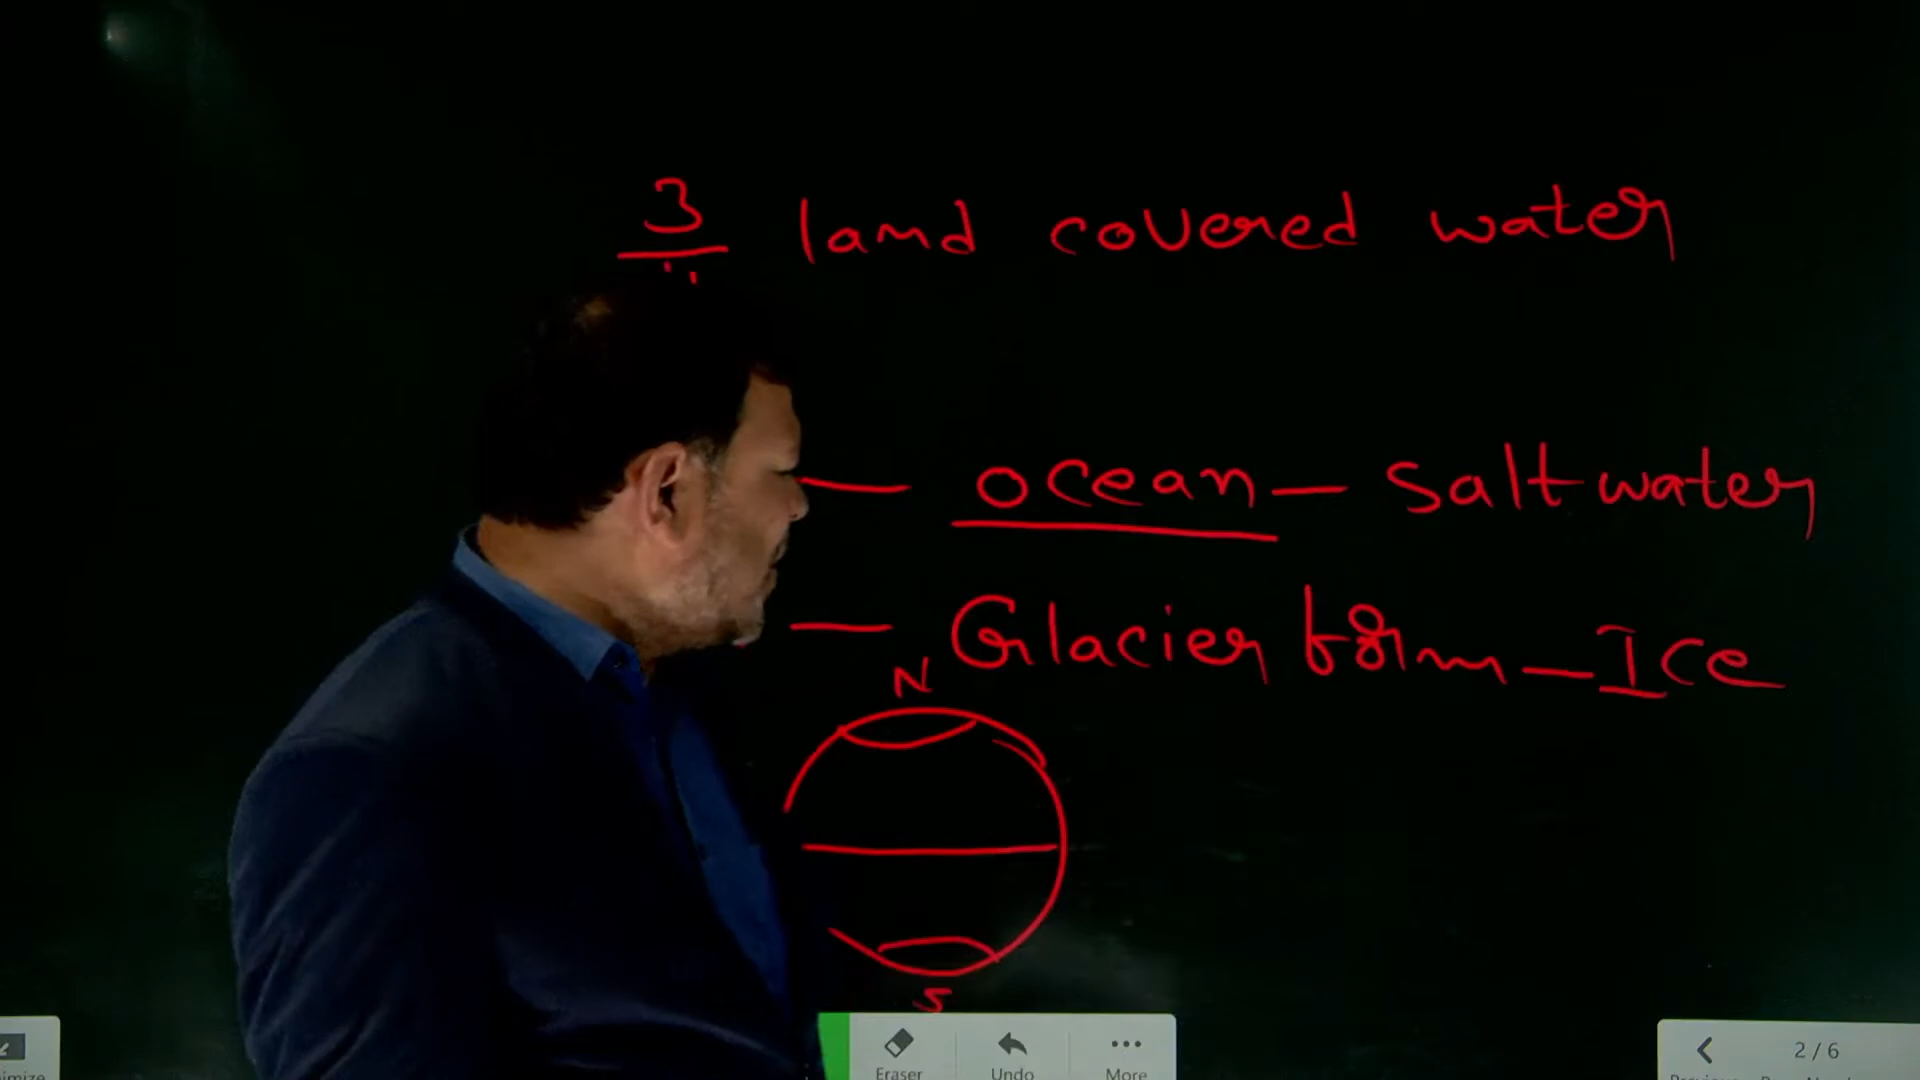 3 land covered water
— ocean — Salt water
— Glacier form — Ice
N
S
Eraser Undo More
2 / 6